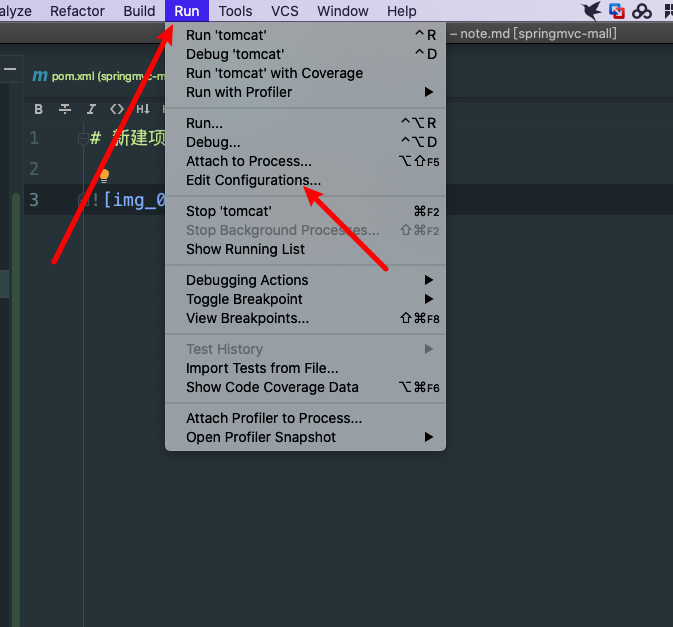 alyze Refactor Build Run Tools VCS Window Help
– note.md [springmvc-mall]
pom.xml (springmvc-m
B I <> H↓
1 # 新建项
2
3 ![img_0
Run 'tomcat' ⌃R
Debug 'tomcat' ⌃D
Run 'tomcat' with Coverage
Run with Profiler ▶
Run... ⌃⌥R
Debug... ⌃⌥D
Attach to Process... ⌥⇧F5
Edit Configurations...
Stop 'tomcat' ⌘F2
Stop Background Processes... ⇧⌘F2
Show Running List
Debugging Actions ▶
Toggle Breakpoint ▶
View Breakpoints... ⇧⌘F8
Test History ▶
Import Tests from File...
Show Code Coverage Data ⌥⌘F6
Attach Profiler to Process...
Open Profiler Snapshot ▶